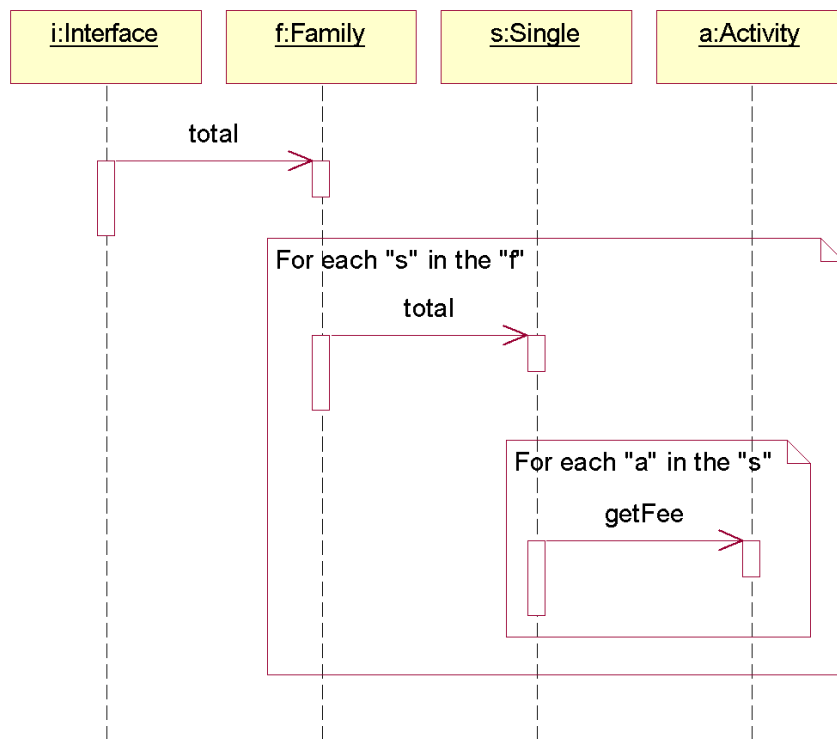 i:Interface
f:Family
s:Single
a:Activity
total
For each "s" in the "f"
total
For each "a" in the "s"
getFee